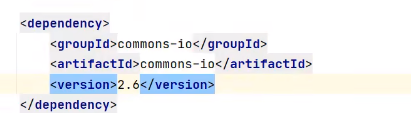 <dependency>
    <groupId>commons-io</groupId>
    <artifactId>commons-io</artifactId>
    <version>2.6</version>
</dependency>